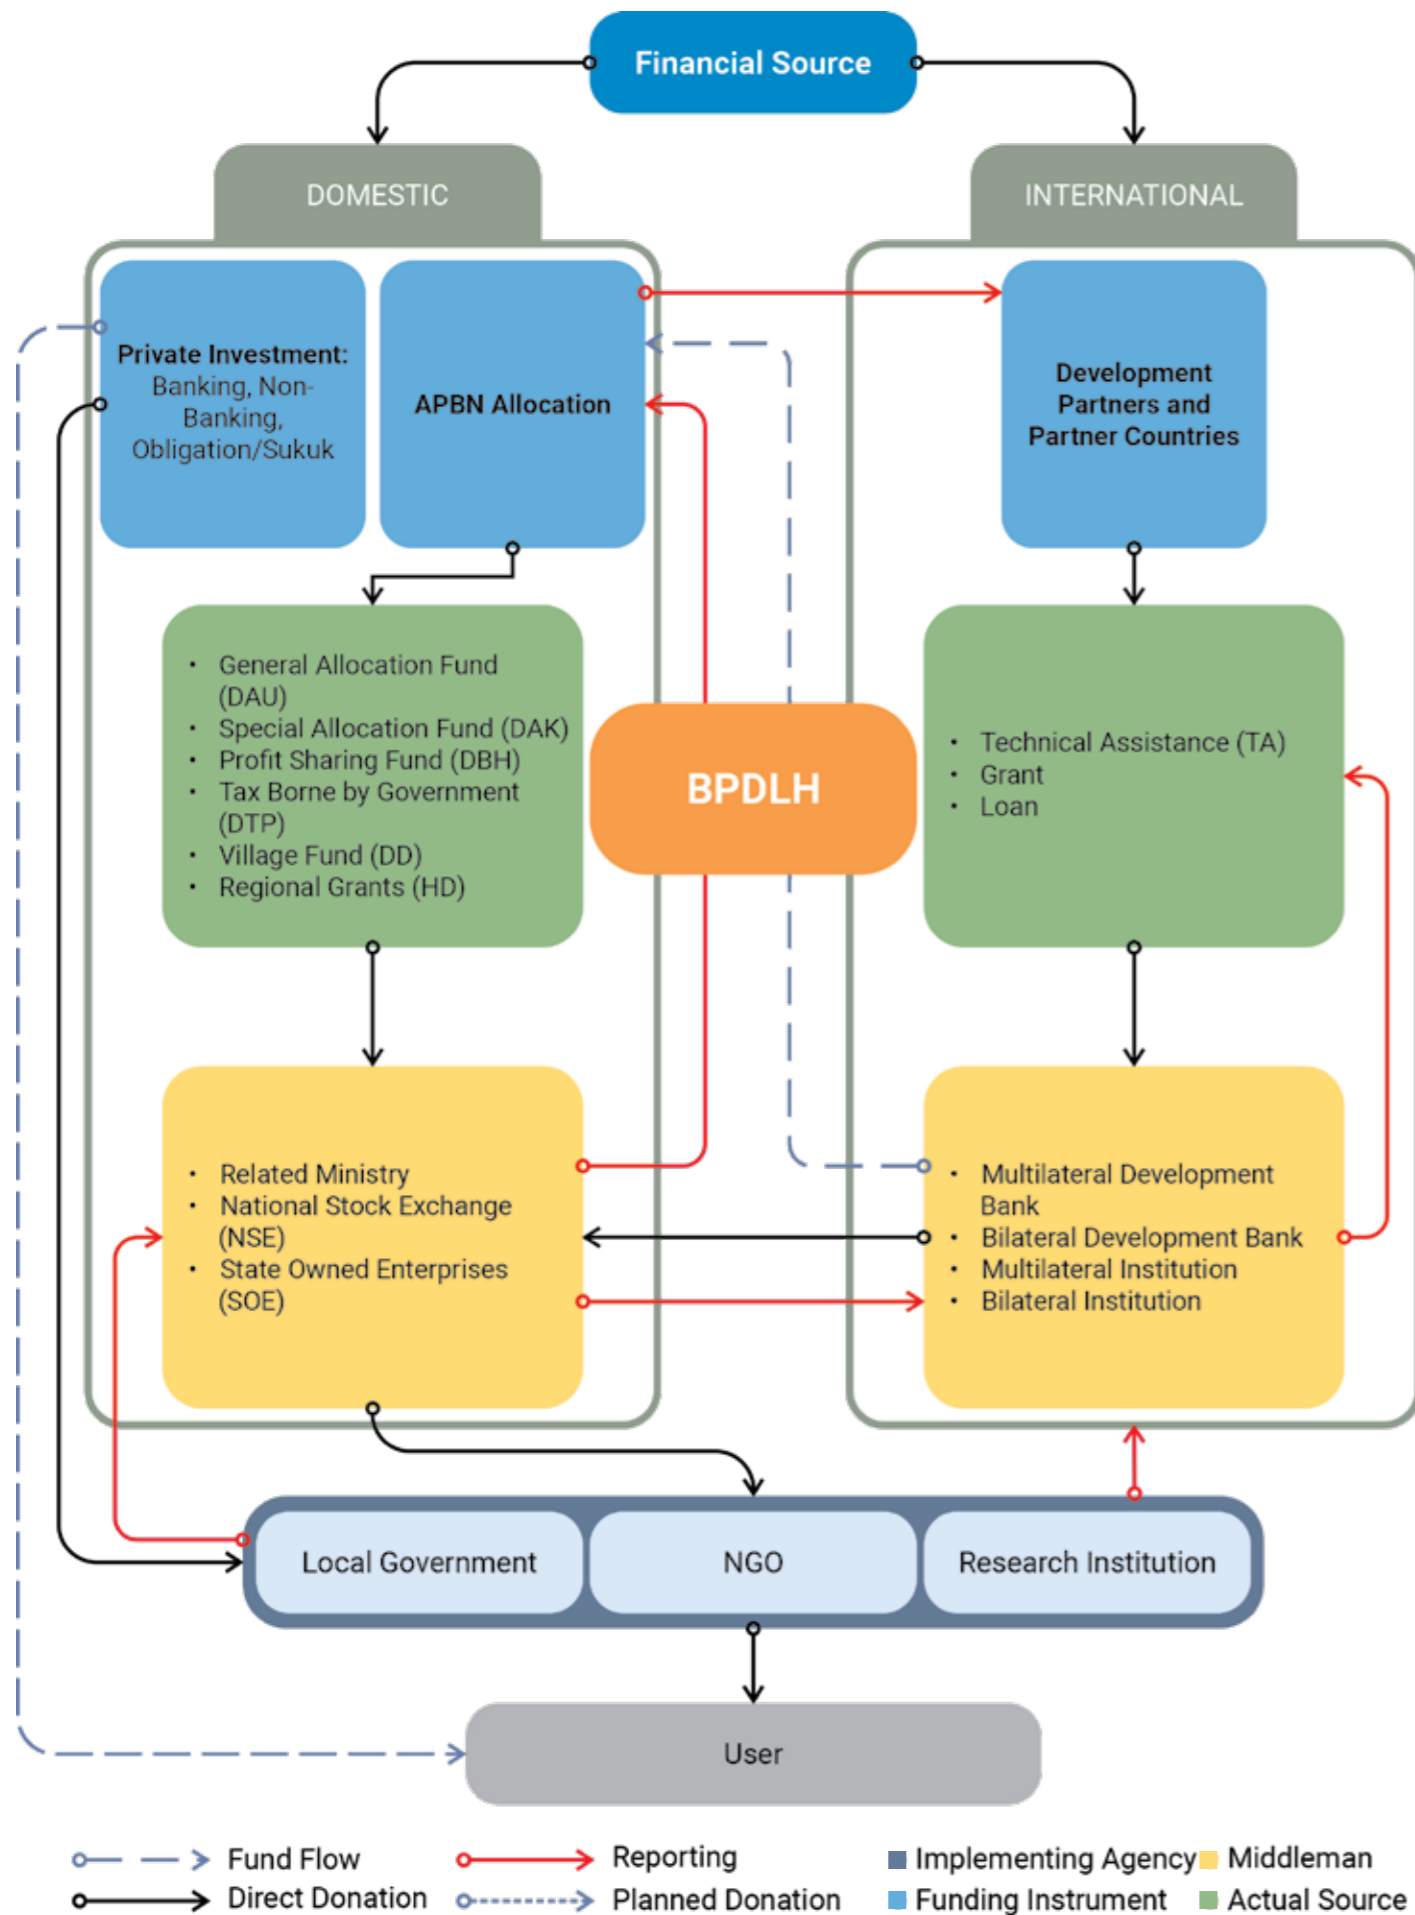 Financial Source
DOMESTIC
INTERNATIONAL
Private Investment:
Banking, Non-
Banking,
Obligation/Sukuk
APBN Allocation
Development
Partners and
Partner Countries
• General Allocation Fund
(DAU)
• Special Allocation Fund (DAK)
• Profit Sharing Fund (DBH)
• Tax Borne by Government
(DTP)
• Village Fund (DD)
• Regional Grants (HD)
BPDLH
• Technical Assistance (TA)
• Grant
• Loan
• Related Ministry
• National Stock Exchange
(NSE)
• State Owned Enterprises
(SOE)
• Multilateral Development
Bank
• Bilateral Development Bank
• Multilateral Institution
• Bilateral Institution
Local Government
NGO
Research Institution
User
Fund Flow
Reporting
Implementing Agency
Middleman
Direct Donation
Planned Donation
Funding Instrument
Actual Source